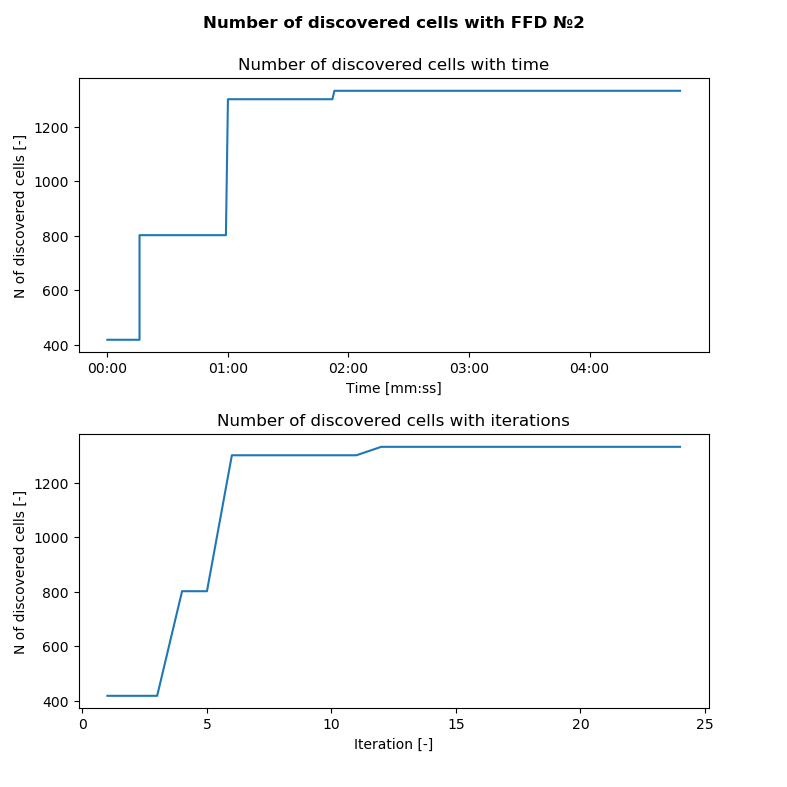 Number of discovered cells with FFD №2
Number of discovered cells with time
N of discovered cells [-]
1200
1000
800
600
400
00:00 01:00 02:00 03:00 04:00
Time [mm:ss]
Number of discovered cells with iterations
N of discovered cells [-]
1200
1000
800
600
400
0 5 10 15 20 25
Iteration [-]